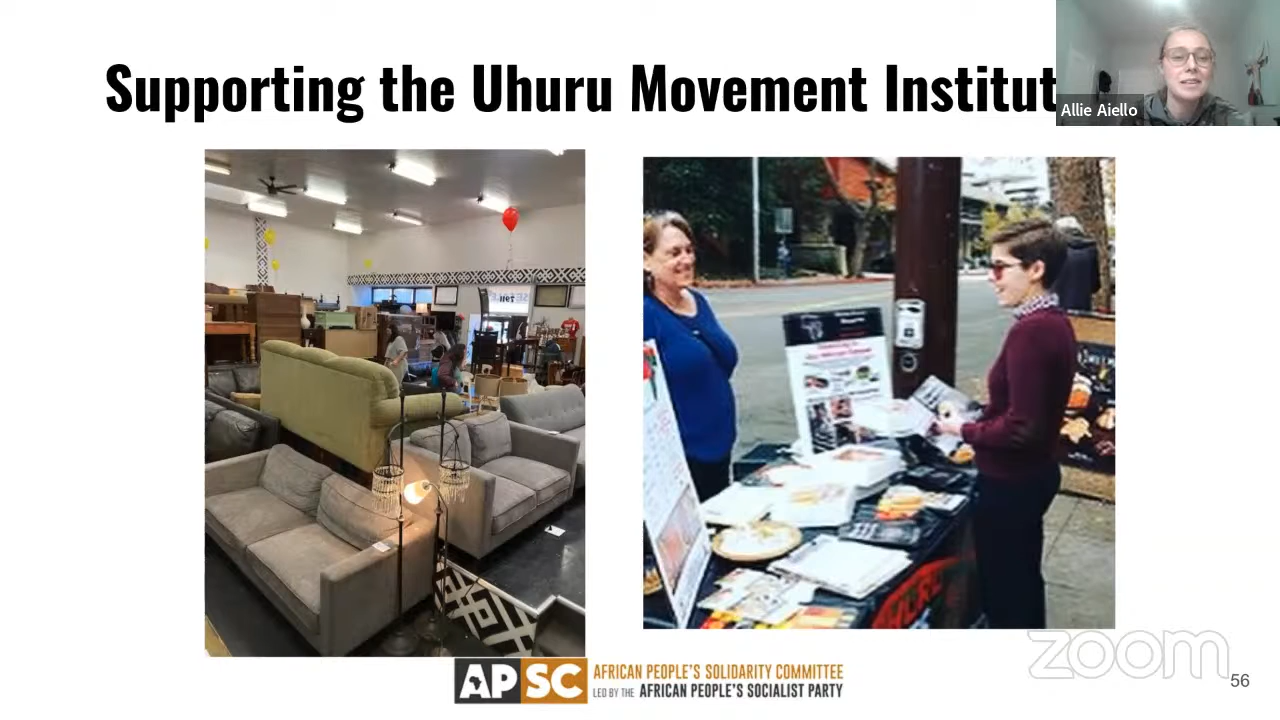 Supporting the Uhuru Movement Institut
Allie Aiello
APSC
AFRICAN PEOPLE'S SOLIDARITY COMMITTEE
LED BY THE AFRICAN PEOPLE'S SOCIALIST PARTY
zoom
56